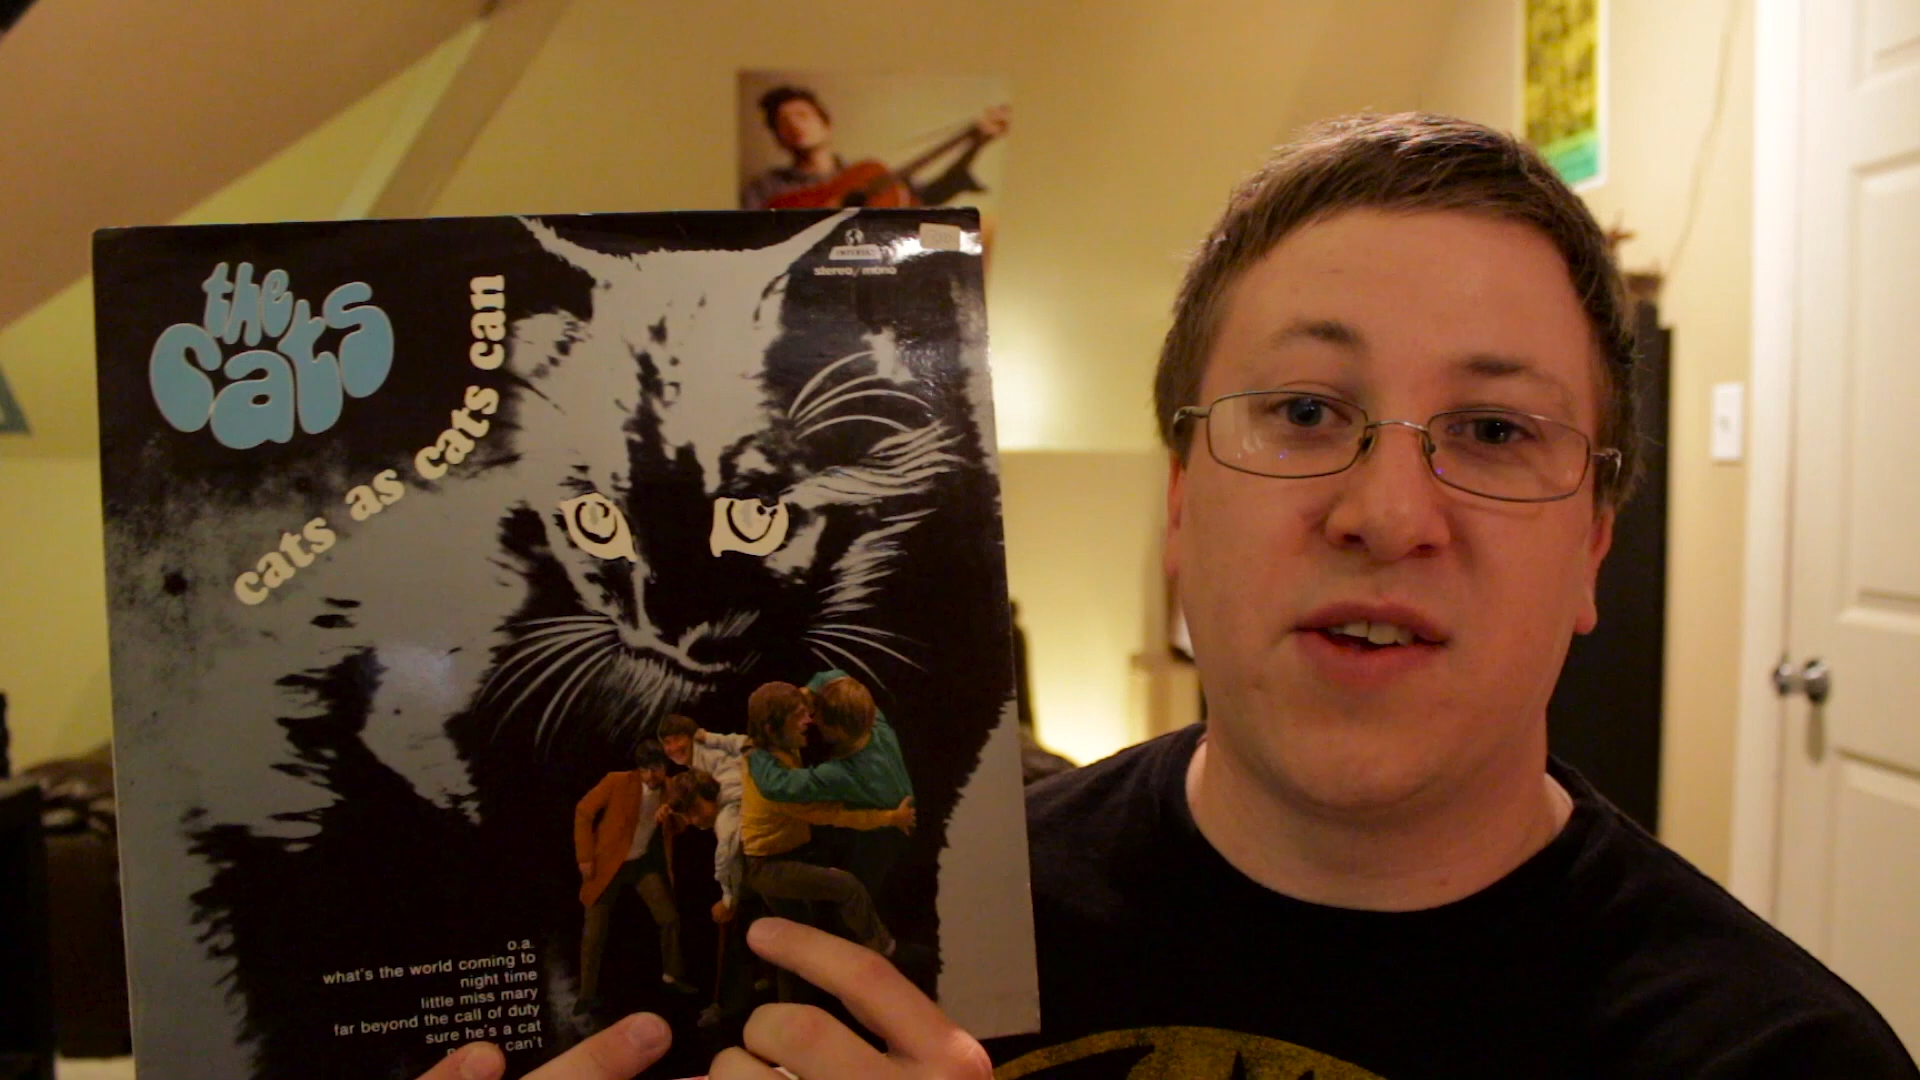 the
cats
cats as cats can
IMPERIAL
stereo/mono
o.a.
what's the world coming to
night time
little miss mary
far beyond the call of duty
sure he's a cat
can't